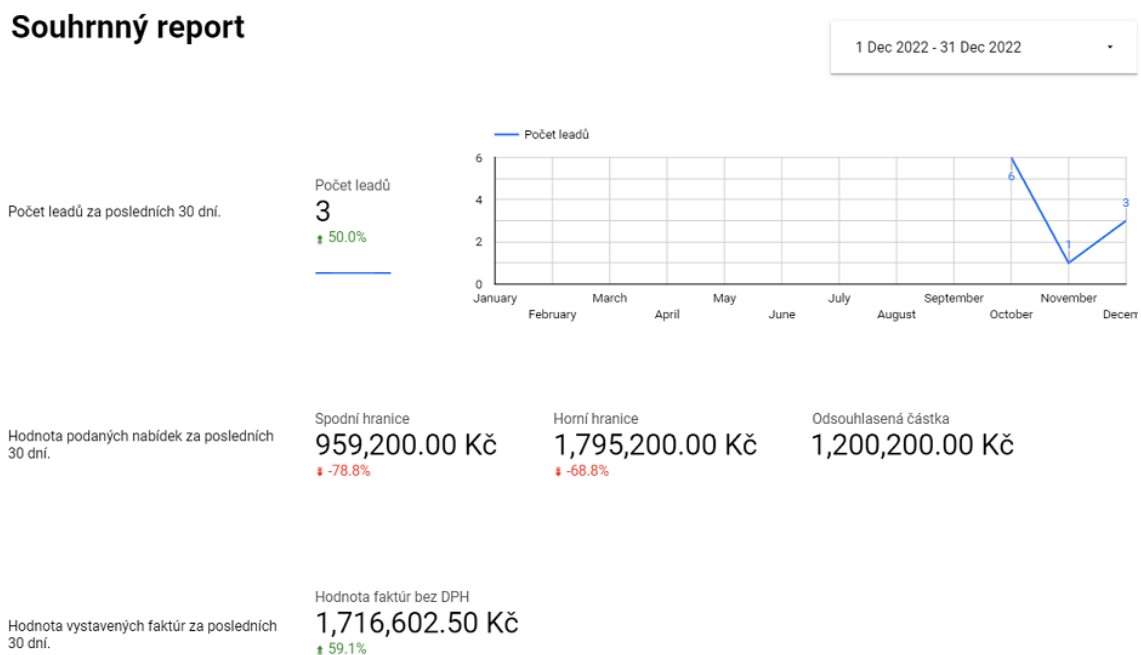 Souhrnný report
1 Dec 2022 - 31 Dec 2022
Počet leadů za posledních 30 dní.
Počet leadů
3
50.0%
Počet leadů
6
4
2
0
6
1
3
January
February
March
April
May
June
July
August
September
October
November
Decem
Hodnota podaných nabídek za posledních
30 dní.
Spodní hranice
959,200.00 Kč
-78.8%
Horní hranice
1,795,200.00 Kč
-68.8%
Odsouhlasená částka
1,200,200.00 Kč
Hodnota vystavených faktúr za posledních
30 dní.
Hodnota faktúr bez DPH
1,716,602.50 Kč
59.1%